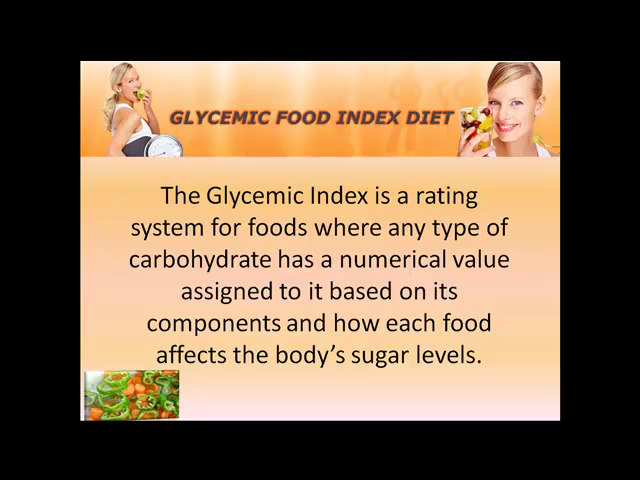 GLYCEMIC FOOD INDEX DIET
The Glycemic Index is a rating
system for foods where any type of
carbohydrate has a numerical value
assigned to it based on its
components and how each food
affects the body’s sugar levels.